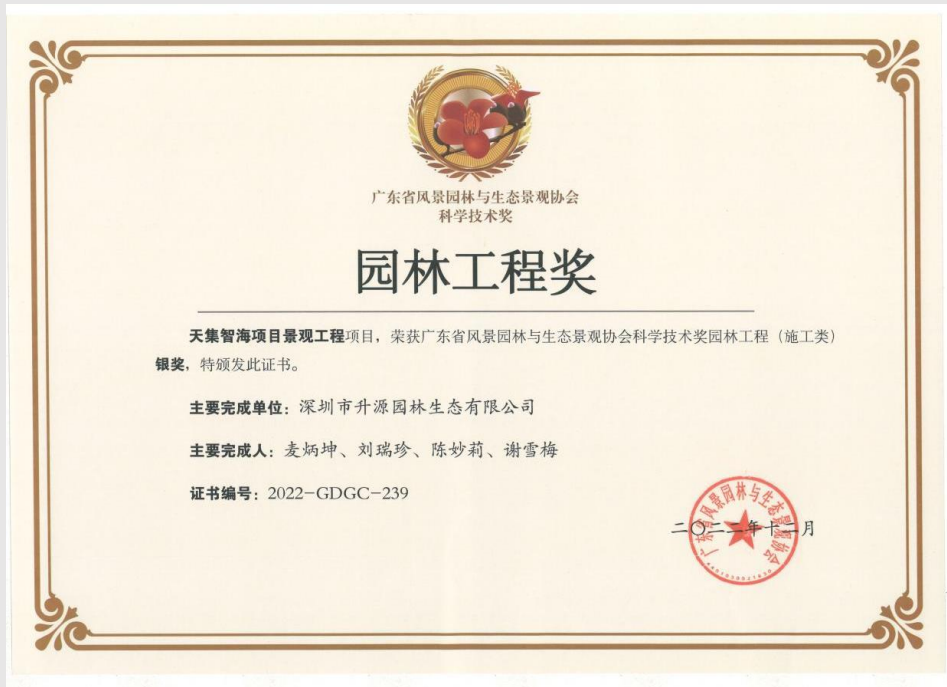 广东省风景园林与生态景观协会
科学技术奖
园林工程奖
天集智海项目景观工程项目，荣获广东省风景园林与生态景观协会科学技术奖园林工程（施工类）
银奖，特颁发此证书。
主要完成单位：深圳市升源园林生态有限公司
主要完成人：麦炳坤、刘瑞珍、陈妙莉、谢雪梅
证书编号：2022-GDGC-239
二〇二二年十二月
广东省风景园林与生态景观协会